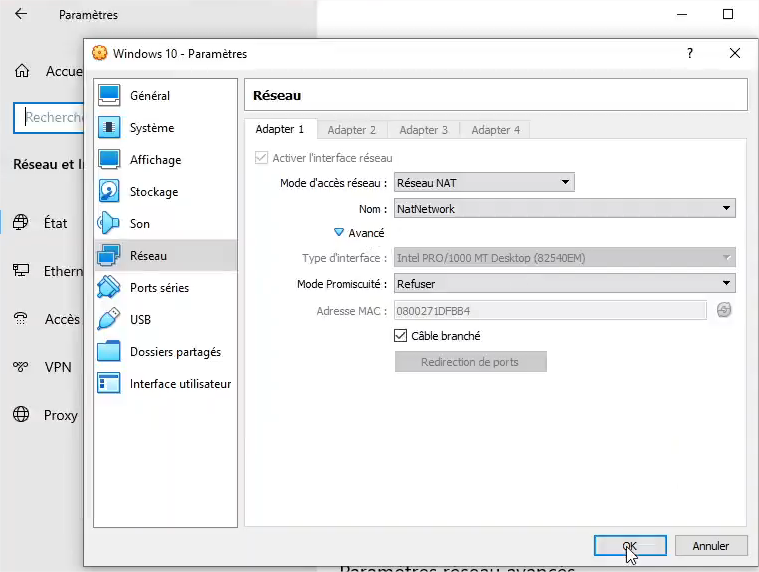 Paramètres
Windows 10 - Paramètres
?
Accue
Recherche
Réseau et I
État
Ethern
Accès
VPN
Proxy
Général
Système
Affichage
Stockage
Son
Réseau
Ports séries
USB
Dossiers partagés
Interface utilisateur
Réseau
Adapter 1 Adapter 2 Adapter 3 Adapter 4
Activer l'interface réseau
Mode d'accès réseau : Réseau NAT
Nom : NatNetwork
Avancé
Type d'interface : Intel PRO/1000 MT Desktop (82540EM)
Mode Promiscuité : Refuser
Adresse MAC : 0800271DFBB4
Câble branché
Redirection de ports
OK Annuler
Paramètres réseau avancés